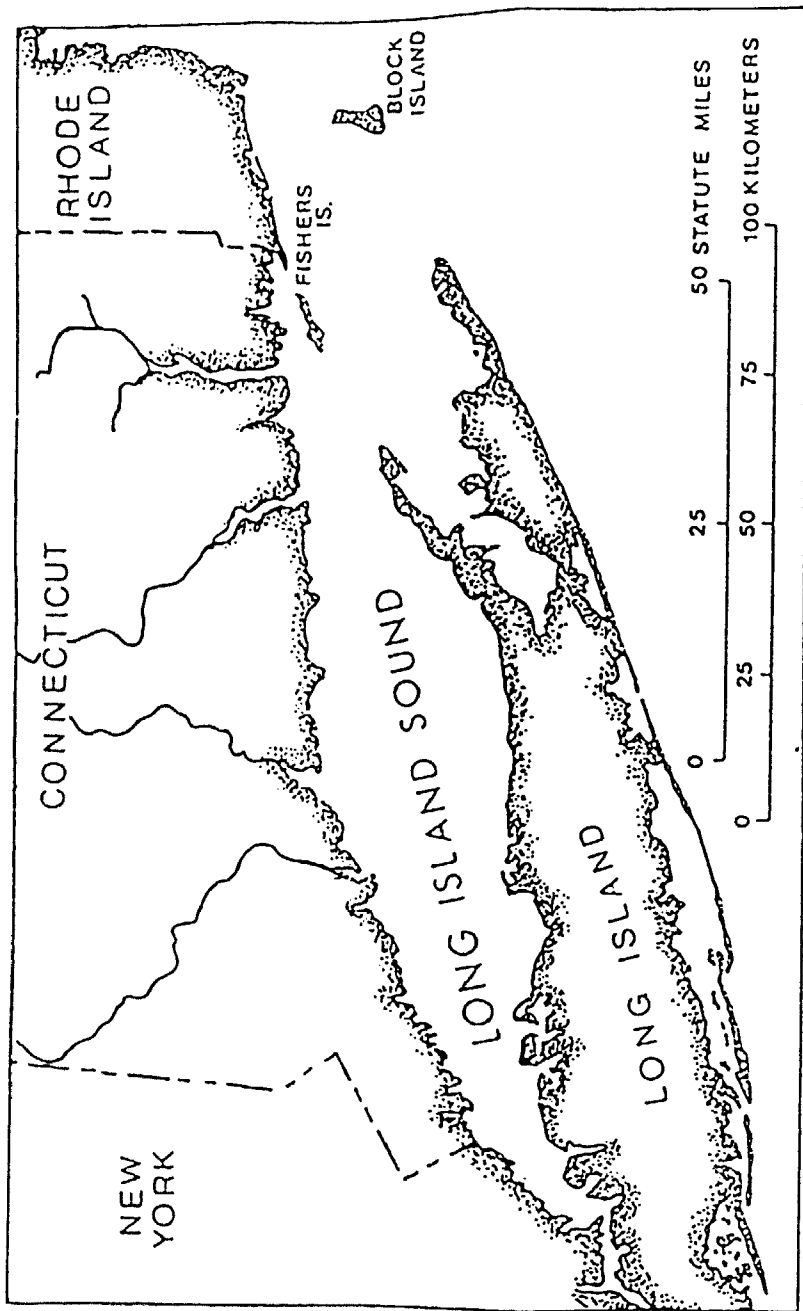 CONNECTICUT
RHODE
ISLAND
NEW
YORK
FISHERS
IS.
BLOCK
ISLAND
LONG ISLAND SOUND
LONG ISLAND
0 25 50 STATUTE MILES
0 25 50 75 100 KILOMETERS